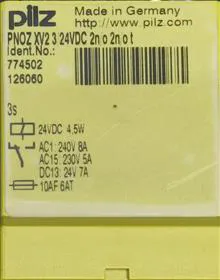 pilz
Made in Germany
http://www.pilz.com
PNOZ XV2 3 24VDC 2n o 2n o t
Ident.No.:
774502
126060
3s
24VDC 4,5W
AC1: 240V 8A
AC15: 230V 5A
DC13: 24V 7A
10AF 6AT